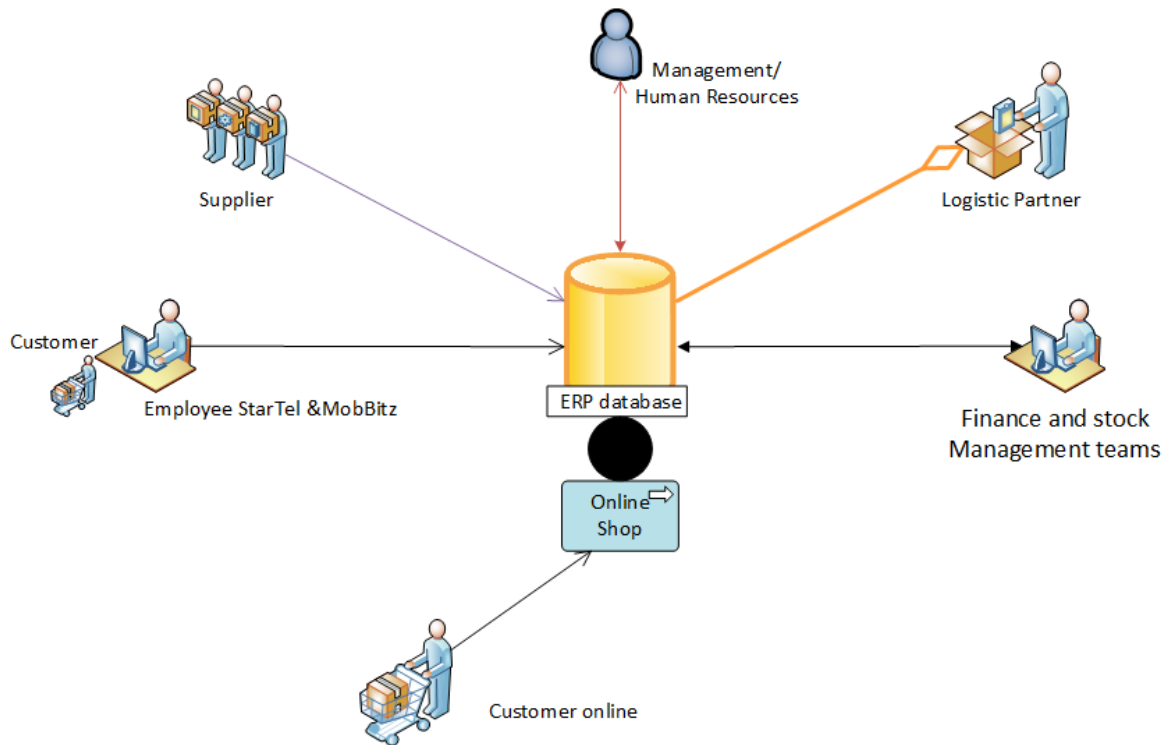 Management/
Human Resources
Supplier
Logistic Partner
Customer
Employee StarTel &MobBitz
ERP database
Finance and stock
Management teams
Online
Shop
Customer online